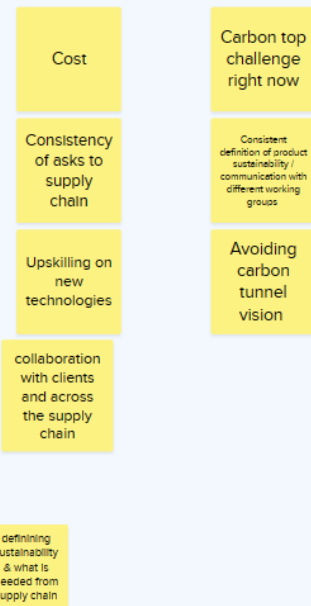 Cost
Carbon top
challenge
right now
Consistency
of asks to
supply
chain
Consistent
definition of product
sustainability /
communication with
different working
groups
Upskilling on
new
technologies
Avoiding
carbon
tunnel
vision
collaboration
with clients
and across
the supply
chain
definining
ustainability
& what is
eeded from
upply chain